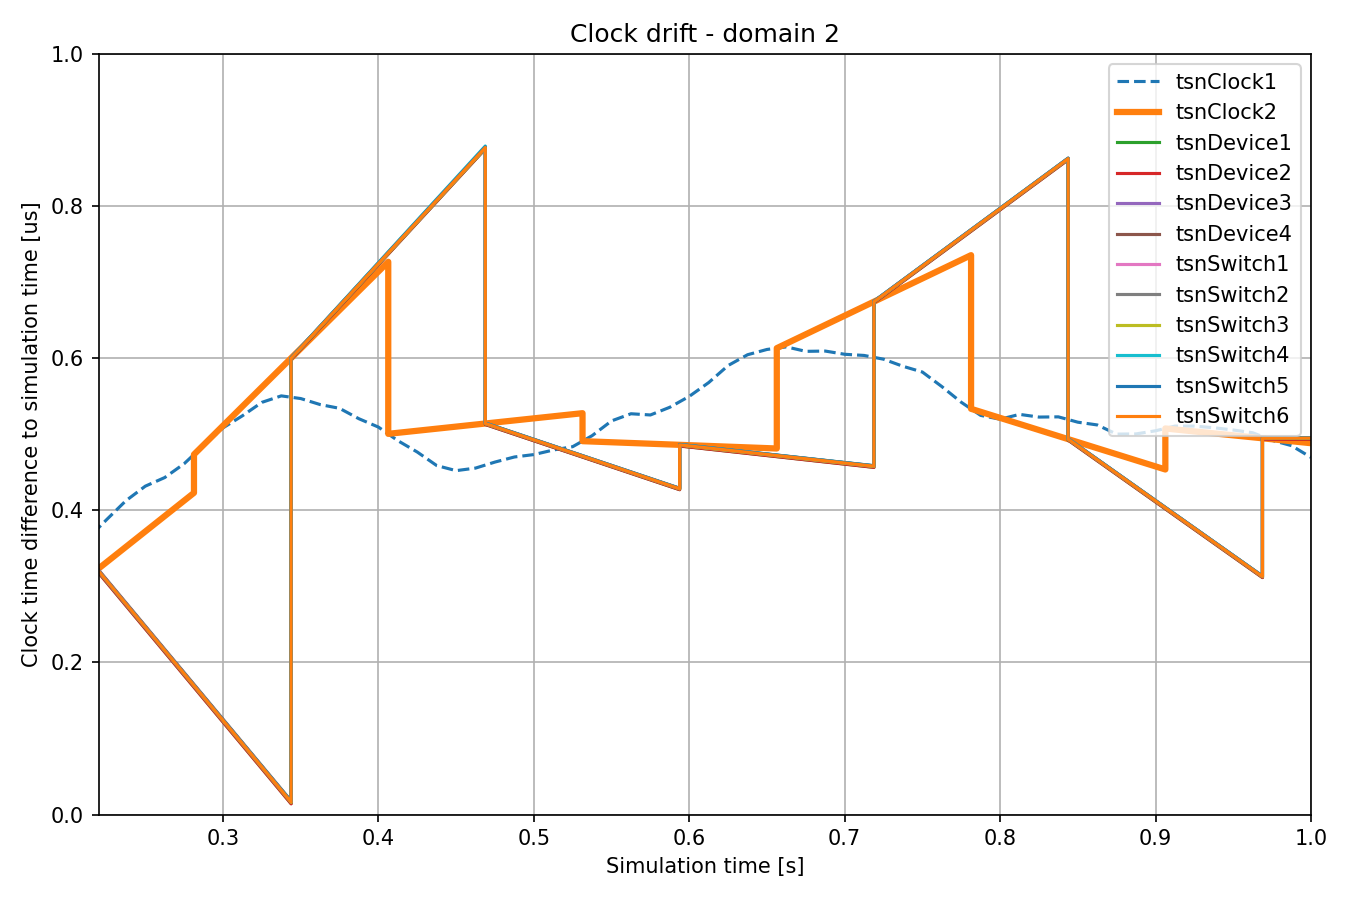 Clock drift - domain 2
Clock time difference to simulation time [us]
1.0
0.8
0.6
0.4
0.2
0.0
tsnClock1
tsnClock2
tsnDevice1
tsnDevice2
tsnDevice3
tsnDevice4
tsnSwitch1
tsnSwitch2
tsnSwitch3
tsnSwitch4
tsnSwitch5
tsnSwitch6
0.3 0.4 0.5 0.6 0.7 0.8 0.9 1.0
Simulation time [s]